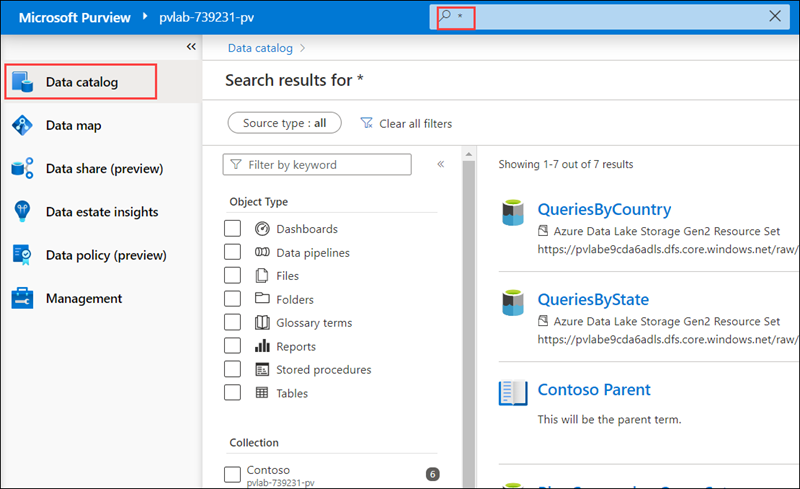 Microsoft Purview > pvlab-739231-pv
*
Data catalog >
Data catalog
Data map
Data share (preview)
Data estate insights
Data policy (preview)
Management
Search results for *
Source type : all
Clear all filters
Filter by keyword
Object Type
Dashboards
Data pipelines
Files
Folders
Glossary terms
Reports
Stored procedures
Tables
Collection
Contoso
pvlab-739231-pv
6
Showing 1-7 out of 7 results
QueriesByCountry
Azure Data Lake Storage Gen2 Resource Set
https://pvlabe9cda6adls.dfs.core.windows.net/raw/
QueriesByState
Azure Data Lake Storage Gen2 Resource Set
https://pvlabe9cda6adls.dfs.core.windows.net/raw/
Contoso Parent
This will be the parent term.